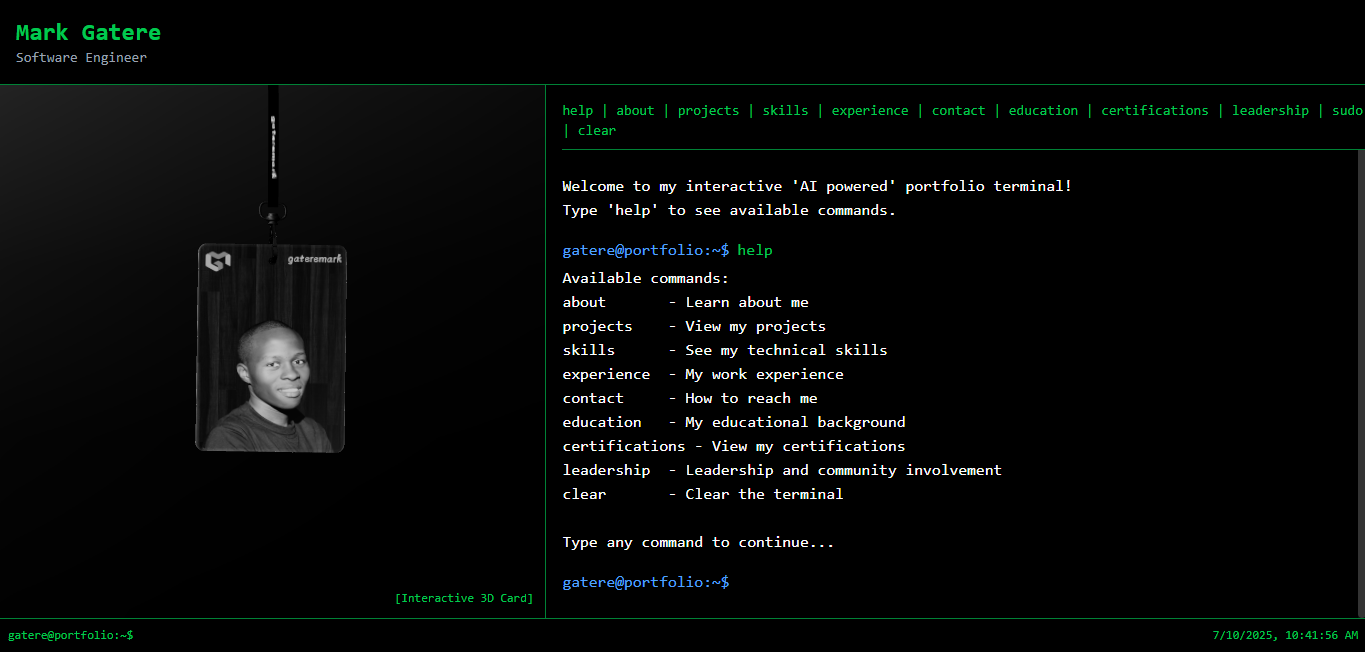 Mark Gatere
Software Engineer
gateremark
[Interactive 3D Card]
help | about | projects | skills | experience | contact | education | certifications | leadership | sudo
| clear
Welcome to my interactive 'AI powered' portfolio terminal!
Type 'help' to see available commands.
gatere@portfolio:~$ help
Available commands:
about - Learn about me
projects - View my projects
skills - See my technical skills
experience - My work experience
contact - How to reach me
education - My educational background
certifications - View my certifications
leadership - Leadership and community involvement
clear - Clear the terminal
Type any command to continue...
gatere@portfolio:~$
gatere@portfolio:~$
7/10/2025, 10:41:56 AM